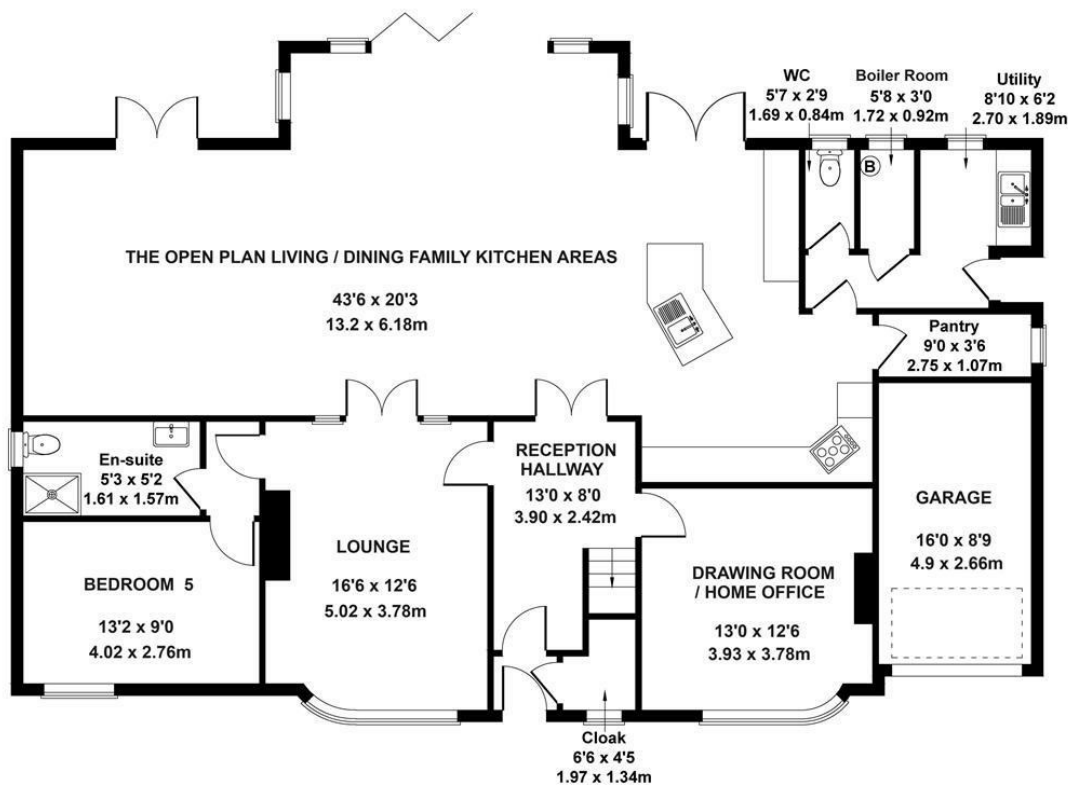 WC
5'7 x 2'9
1.69 x 0.84m
Boiler Room
5'8 x 3'0
1.72 x 0.92m
Utility
8'10 x 6'2
2.70 x 1.89m
B
THE OPEN PLAN LIVING / DINING FAMILY KITCHEN AREAS
43'6 x 20'3
13.2 x 6.18m
Pantry
9'0 x 3'6
2.75 x 1.07m
En-suite
5'3 x 5'2
1.61 x 1.57m
RECEPTION
HALLWAY
13'0 x 8'0
3.90 x 2.42m
GARAGE
16'0 x 8'9
4.9 x 2.66m
LOUNGE
16'6 x 12'6
5.02 x 3.78m
BEDROOM 5
13'2 x 9'0
4.02 x 2.76m
DRAWING ROOM
/ HOME OFFICE
13'0 x 12'6
3.93 x 3.78m
Cloak
6'6 x 4'5
1.97 x 1.34m